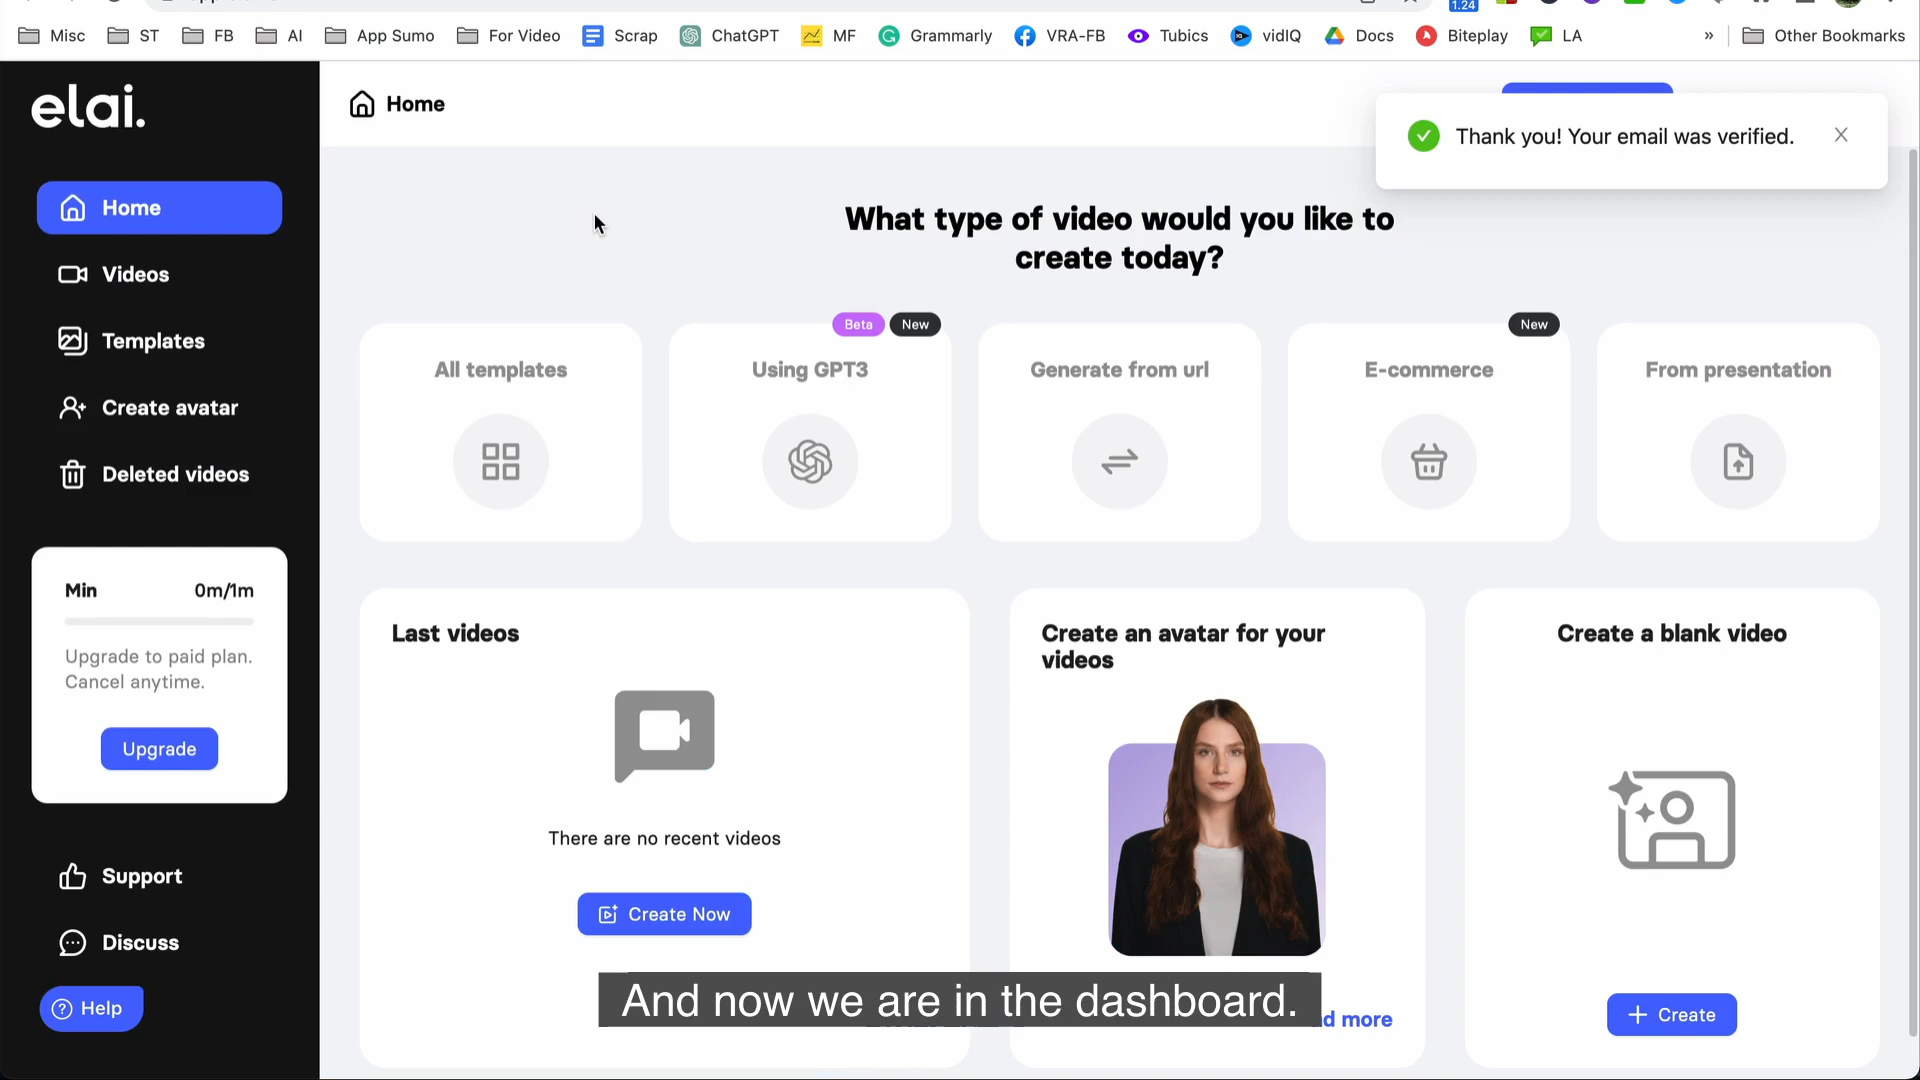 1.24
Misc ST FB AI App Sumo For Video Scrap ChatGPT MF Grammarly VRA-FB Tubics vidIQ Docs Biteplay LA » Other Bookmarks
elai.
Home
Thank you! Your email was verified.
Home
Videos
Templates
Create avatar
Deleted videos
What type of video would you like to
create today?
Beta New
New
All templates
Using GPT3
Generate from url
E-commerce
From presentation
Min 0m/1m
Upgrade to paid plan.
Cancel anytime.
Upgrade
Last videos
There are no recent videos
Create Now
Create an avatar for your
videos
Create a blank video
Create
Support
Discuss
Help
And now we are in the dashboard.
d more